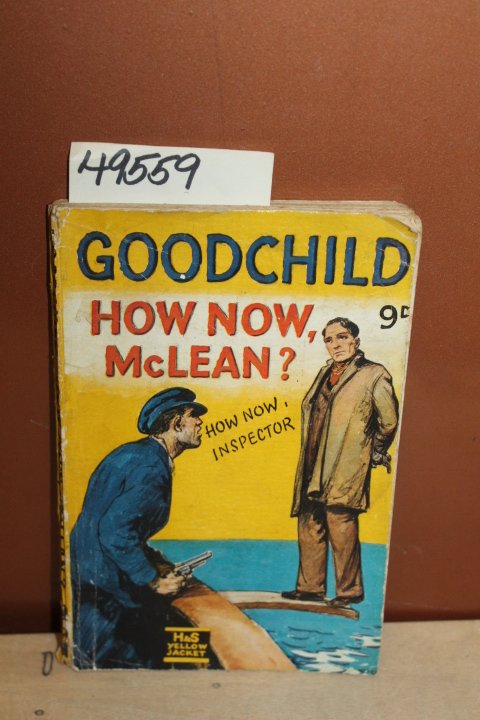 49559
GOODCHILD
HOW NOW,
McLEAN?
9D
HOW NOW,
INSPECTOR
H&S
YELLOW
JACKET
D